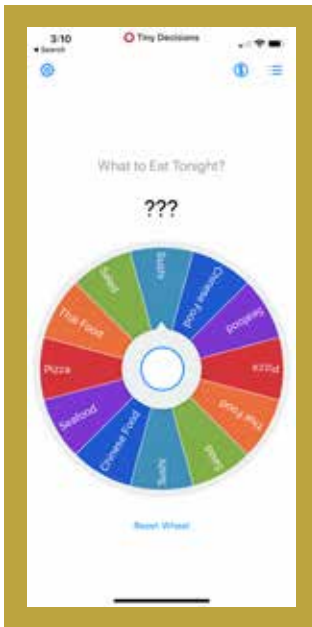 3/10
Tiny Decisions
Search
What to Eat Tonight?
???
Sushi
Chinese Food
Seafood
Pizza
Thai Food
Salad
Sushi
Chinese Food
Seafood
Pizza
Thai Food
Salad
Reset Wheel